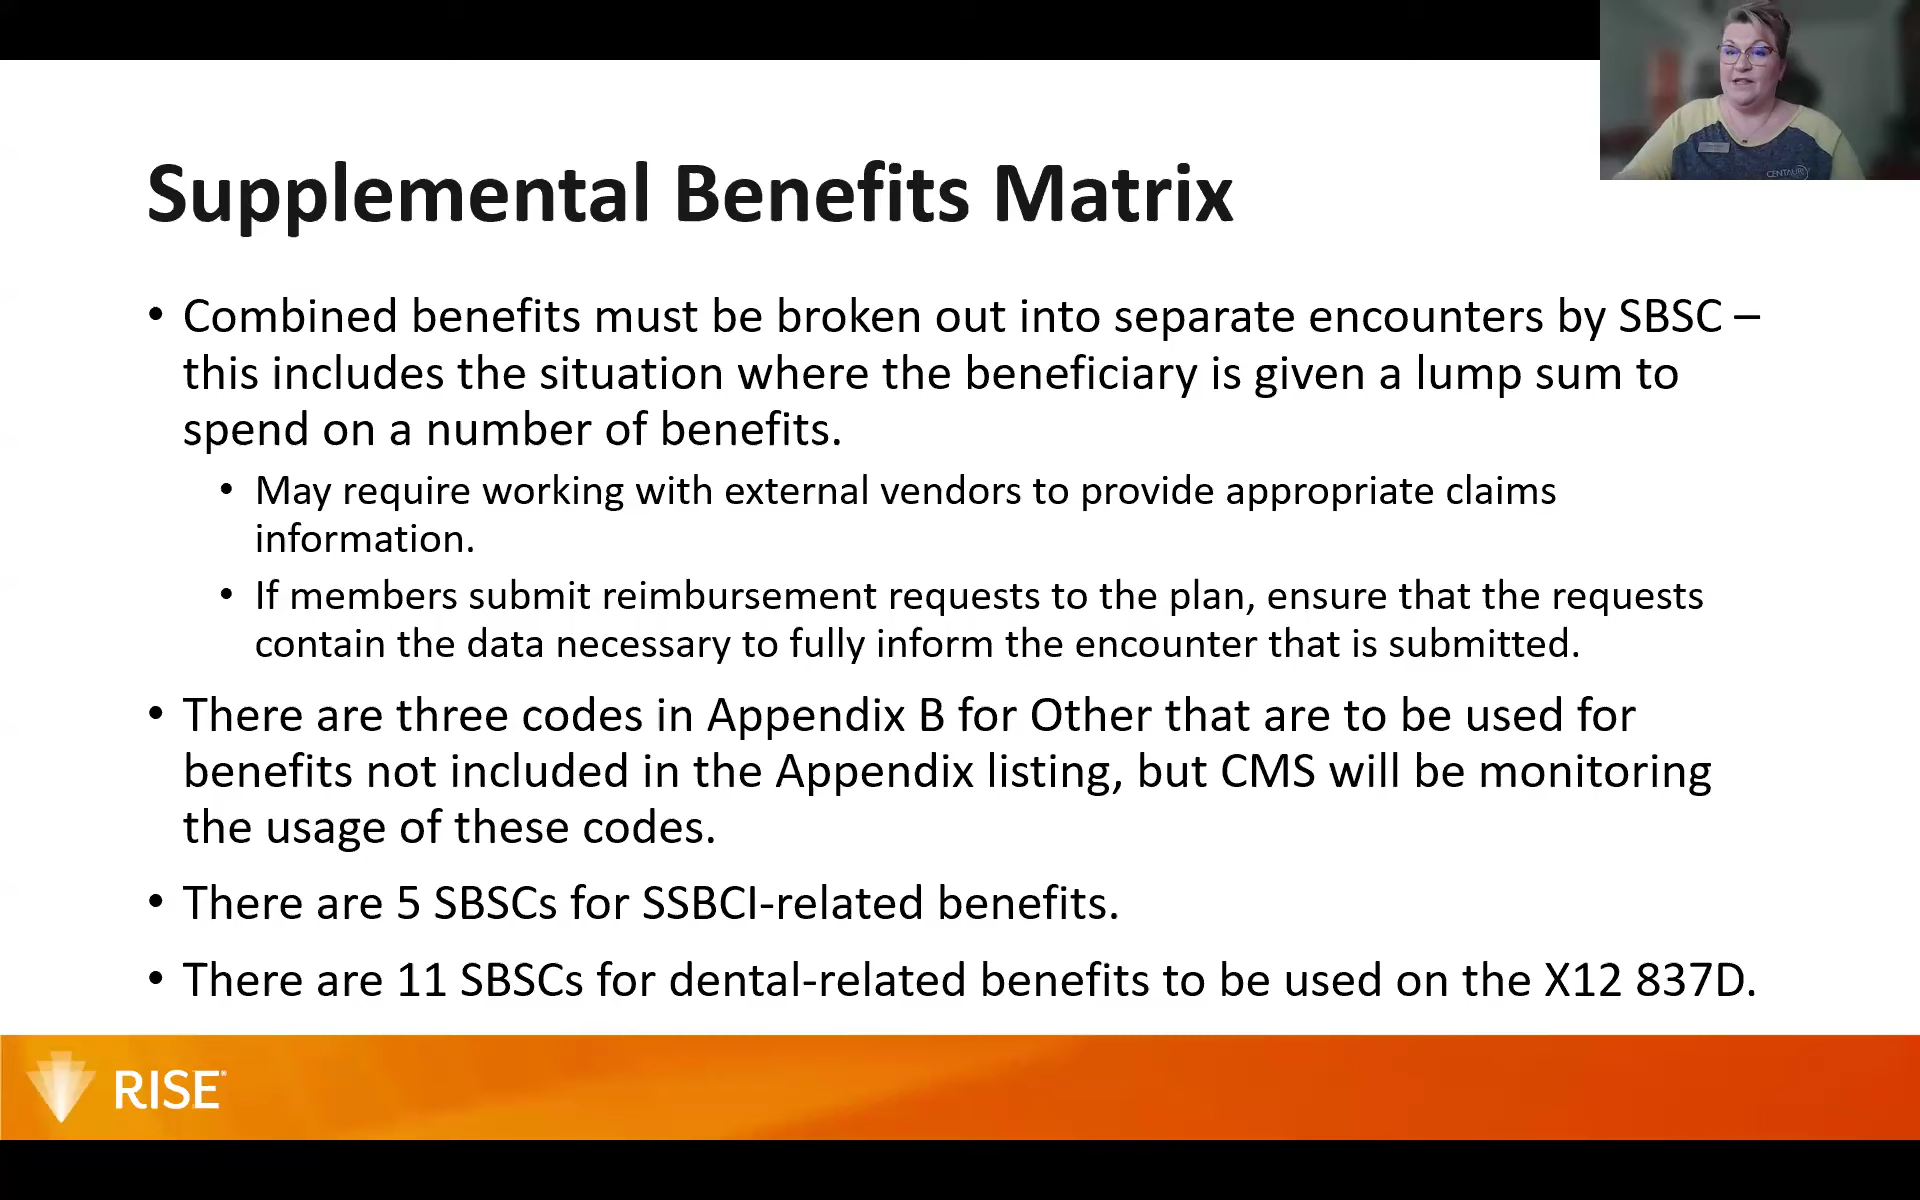 CENTAURI
Supplemental Benefits Matrix
• Combined benefits must be broken out into separate encounters by SBSC –
this includes the situation where the beneficiary is given a lump sum to
spend on a number of benefits.
• May require working with external vendors to provide appropriate claims
information.
• If members submit reimbursement requests to the plan, ensure that the requests
contain the data necessary to fully inform the encounter that is submitted.
• There are three codes in Appendix B for Other that are to be used for
benefits not included in the Appendix listing, but CMS will be monitoring
the usage of these codes.
• There are 5 SBSCs for SSBCI-related benefits.
• There are 11 SBSCs for dental-related benefits to be used on the X12 837D.
RISE